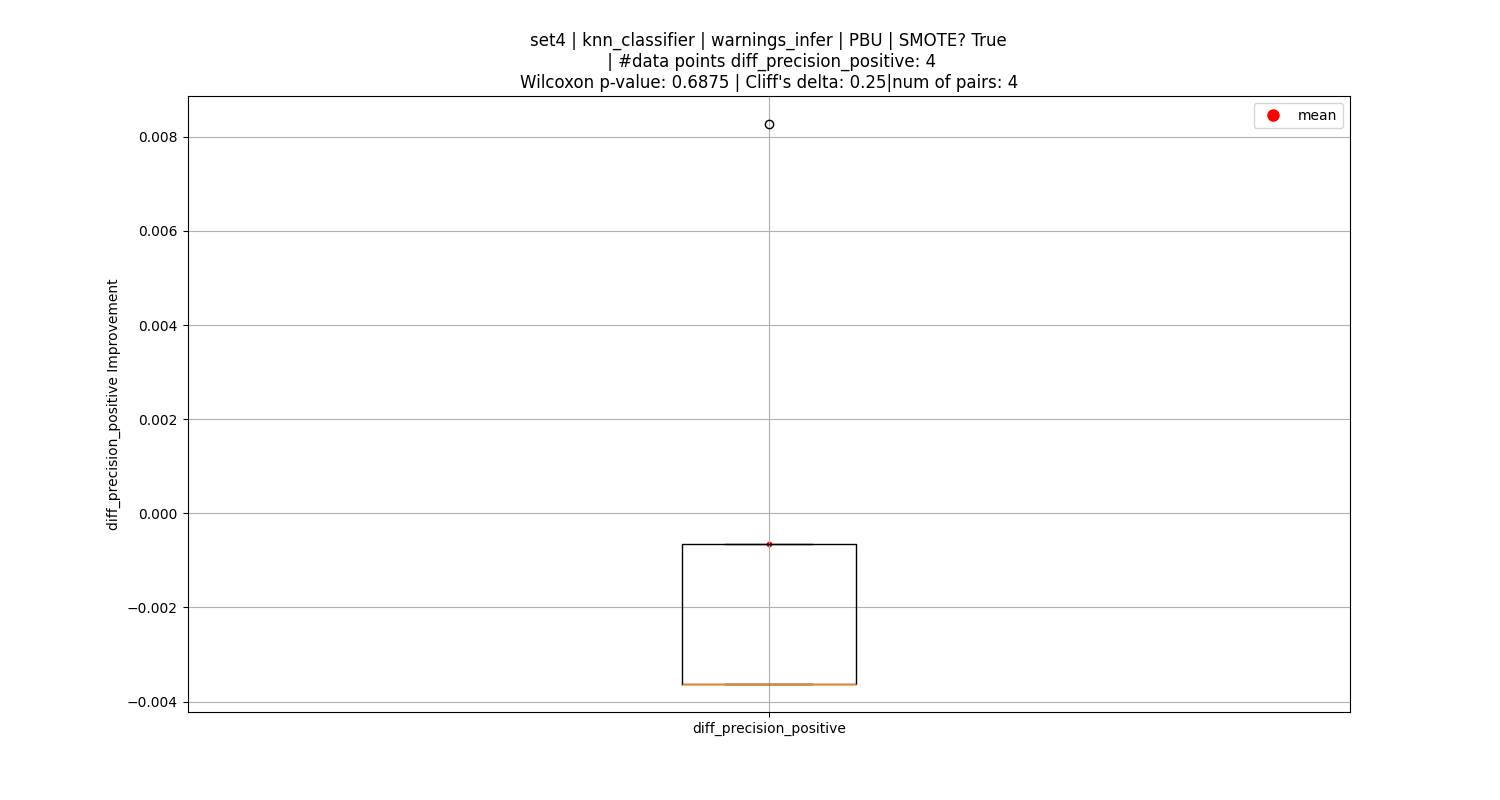 set4 | knn_classifier | warnings_infer | PBU | SMOTE? True
| #data points diff_precision_positive: 4
Wilcoxon p-value: 0.6875 | Cliff's delta: 0.25|num of pairs: 4
mean
0.008
0.006
0.004
0.002
0.000
−0.002
−0.004
diff_precision_positive Improvement
diff_precision_positive